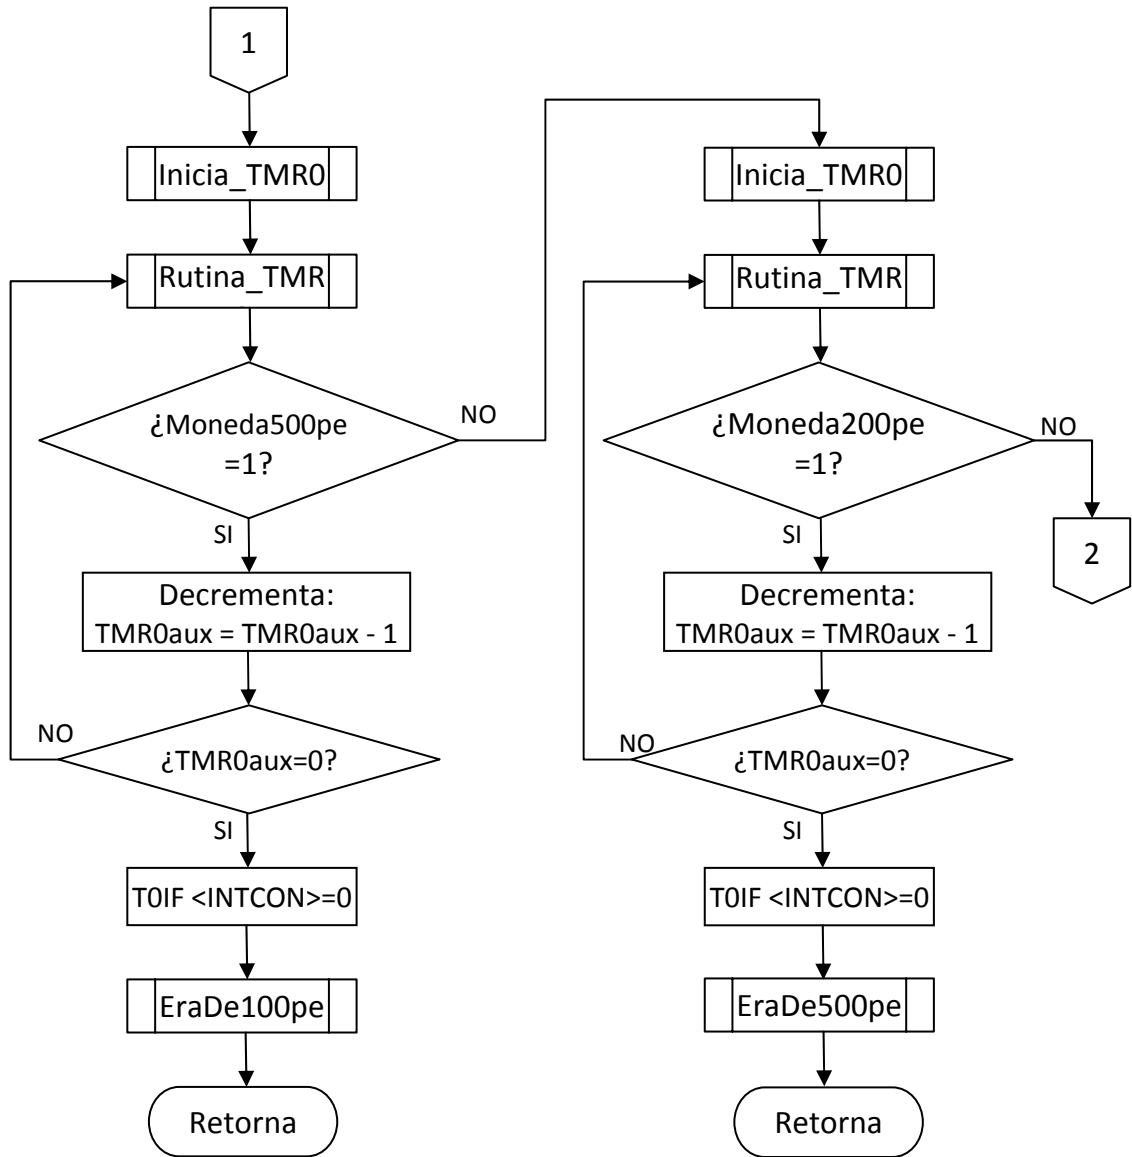 1
Inicia_TMR0
Rutina_TMR
¿Moneda500pe
=1?
NO
SI
Decrementa:
TMR0aux = TMR0aux - 1
NO
¿TMR0aux=0?
SI
T0IF <INTCON>=0
EraDe100pe
Retorna
Inicia_TMR0
Rutina_TMR
¿Moneda200pe
=1?
NO
2
SI
Decrementa:
TMR0aux = TMR0aux - 1
NO
¿TMR0aux=0?
SI
T0IF <INTCON>=0
EraDe500pe
Retorna